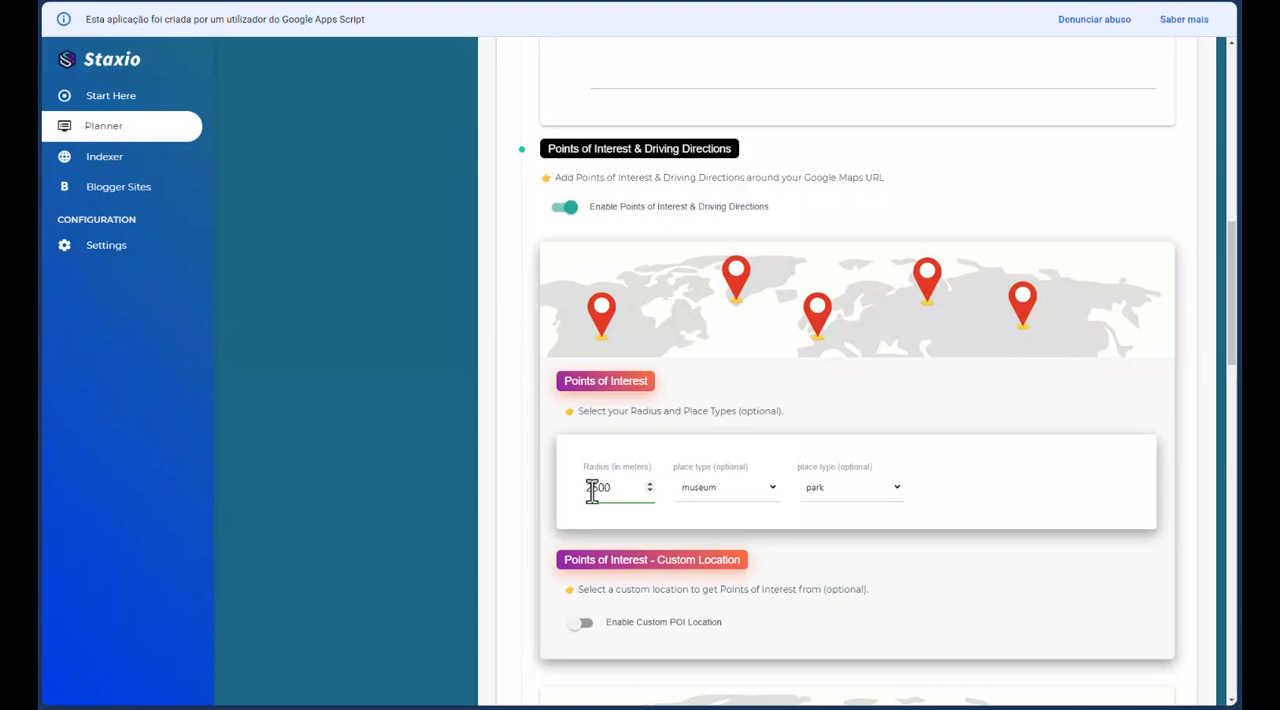 Esta aplicação foi criada por um utilizador do Google Apps Script
Denunciar abuso
Saber mais
Staxio
Start Here
Planner
Indexer
B Blogger Sites
CONFIGURATION
Settings
Points of Interest & Driving Directions
Add Points of Interest & Driving Directions around your Google Maps URL
Enable Points of Interest & Driving Directions
Points of Interest
Select your Radius and Place Types (optional).
Radius (in meters)
place type (optional)
place type (optional)
museum
park
Points of Interest - Custom Location
Select a custom location to get Points of Interest from (optional).
Enable Custom POI Location